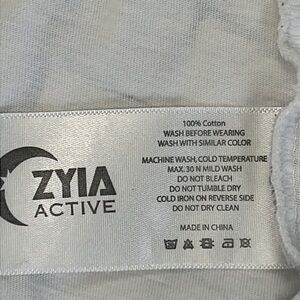 ZYIA
ACTIVE
100% Cotton
WASH BEFORE WEARING
WASH WITH SIMILAR COLOR
MACHINE WASH, COLD TEMPERATURE
MAX. 30 N MILD WASH
DO NOT BLEACH
DO NOT TUMBLE DRY
COLD IRON ON REVERSE SIDE
DO NOT DRY CLEAN
MADE IN CHINA